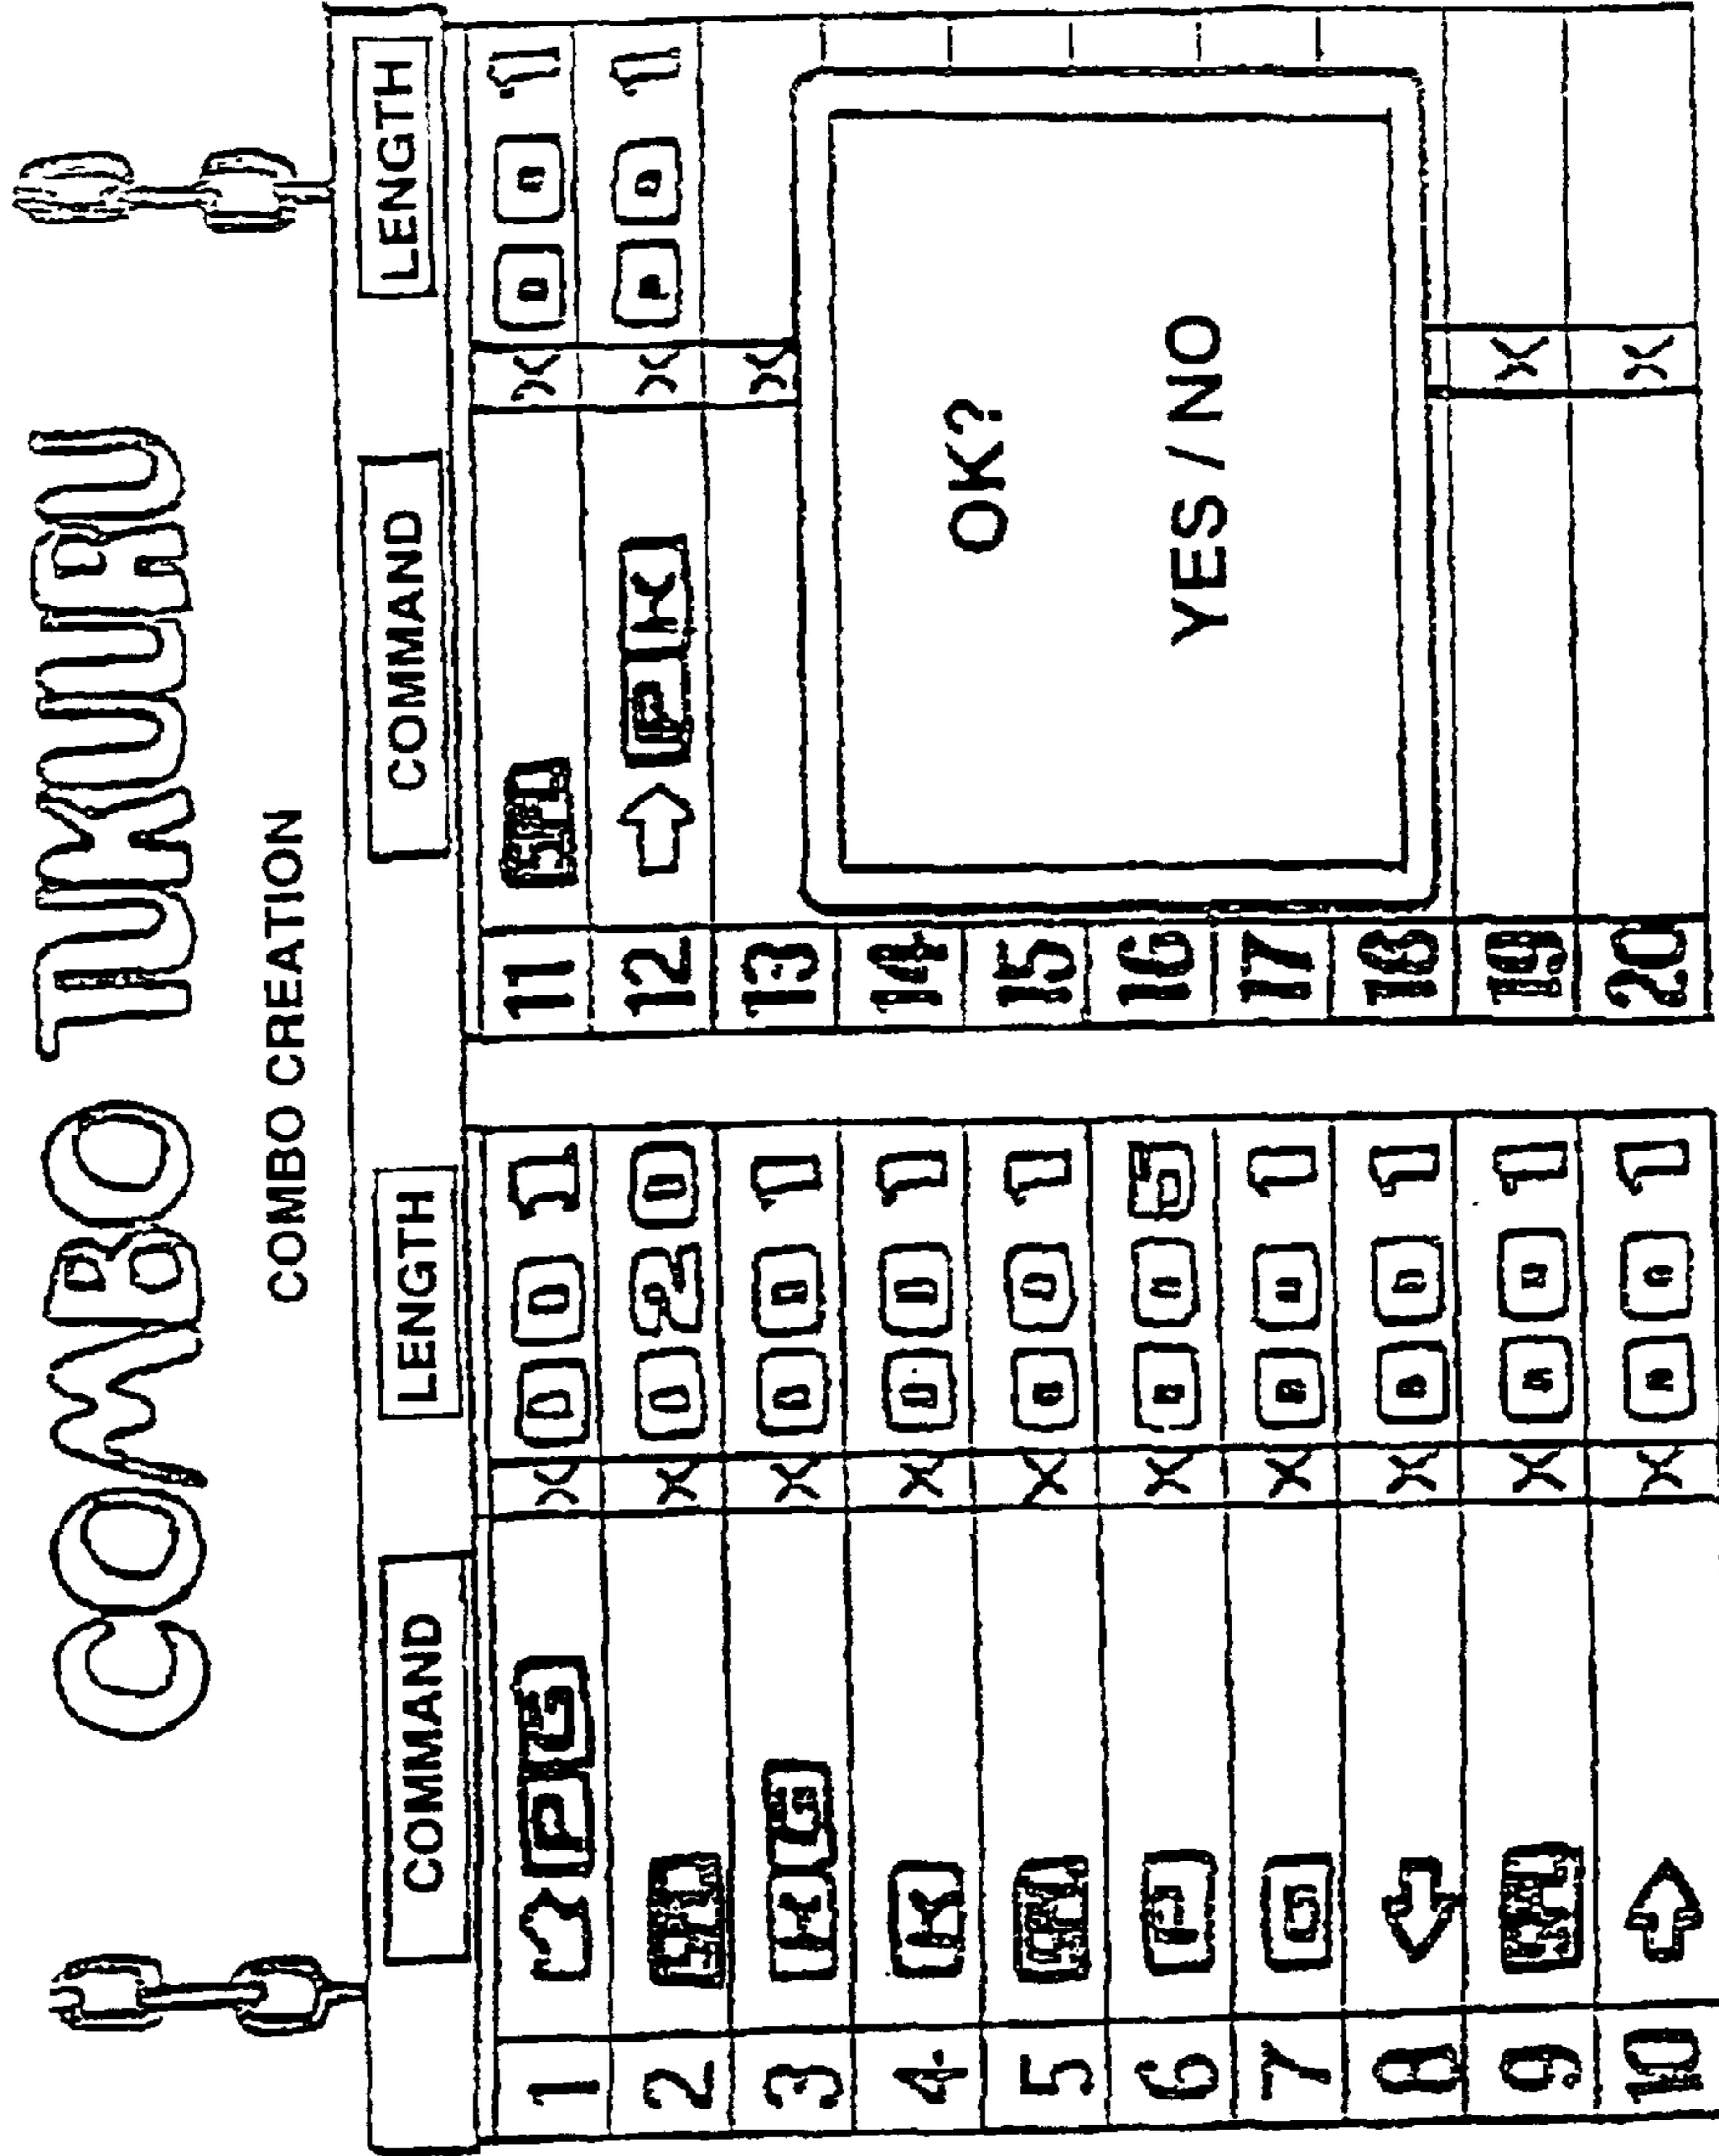 COMBO TUKURU
COMBO CREATION
COMMAND LENGTH COMMAND LENGTH
1 P G X 0 0 1
2 X 0 2 0
3 K G X 0 0 1
4 K X 0 0 1
5 X 0 0 1
6 P X 0 0 5
7 G X 0 0 1
8 X 0 0 1
9 X 0 0 1
10 X 0 0 1
11 X 0 0 1
12 P K X 0 0 1
13 X
14
15
16
17
18
19 X
20 X
OK?
YES / NO